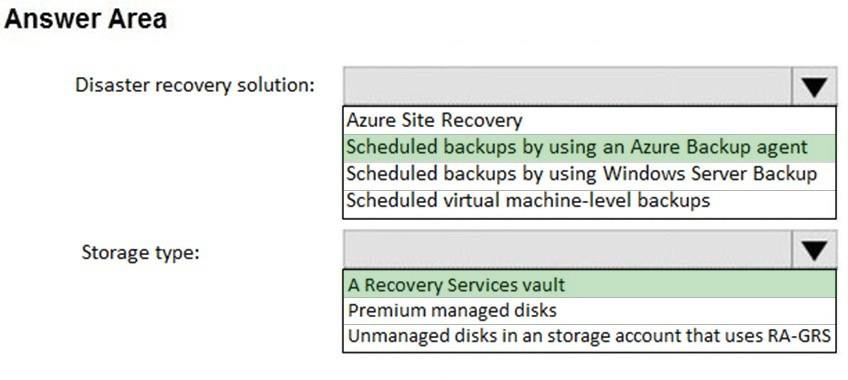 Answer Area
Disaster recovery solution:
Azure Site Recovery
Scheduled backups by using an Azure Backup agent
Scheduled backups by using Windows Server Backup
Scheduled virtual machine-level backups
Storage type:
A Recovery Services vault
Premium managed disks
Unmanaged disks in an storage account that uses RA-GRS